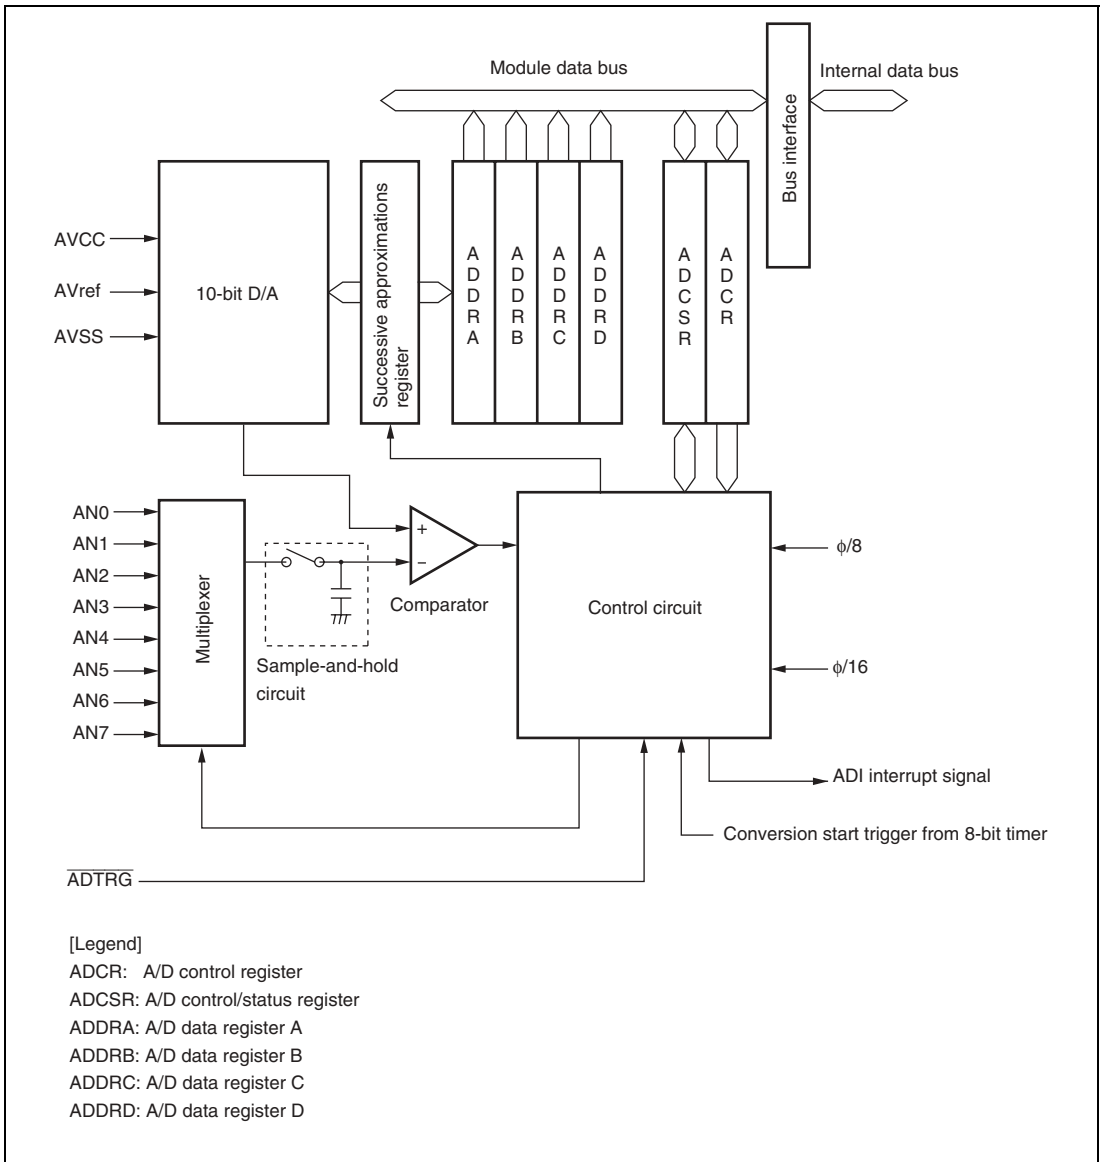 Module data bus
Internal data bus
Bus interface
AVCC
AVref
AVSS
10-bit D/A
Successive approximations
register
ADDRA
ADDRB
ADDRC
ADDRD
ADCSR
ADCR
AN0
AN1
AN2
AN3
AN4
AN5
AN6
AN7
Multiplexer
+
−
Comparator
Sample-and-hold
circuit
Control circuit
ϕ/8
ϕ/16
ADI interrupt signal
Conversion start trigger from 8-bit timer
ADTRG
[Legend]
ADCR: A/D control register
ADCSR: A/D control/status register
ADDRA: A/D data register A
ADDRB: A/D data register B
ADDRC: A/D data register C
ADDRD: A/D data register D